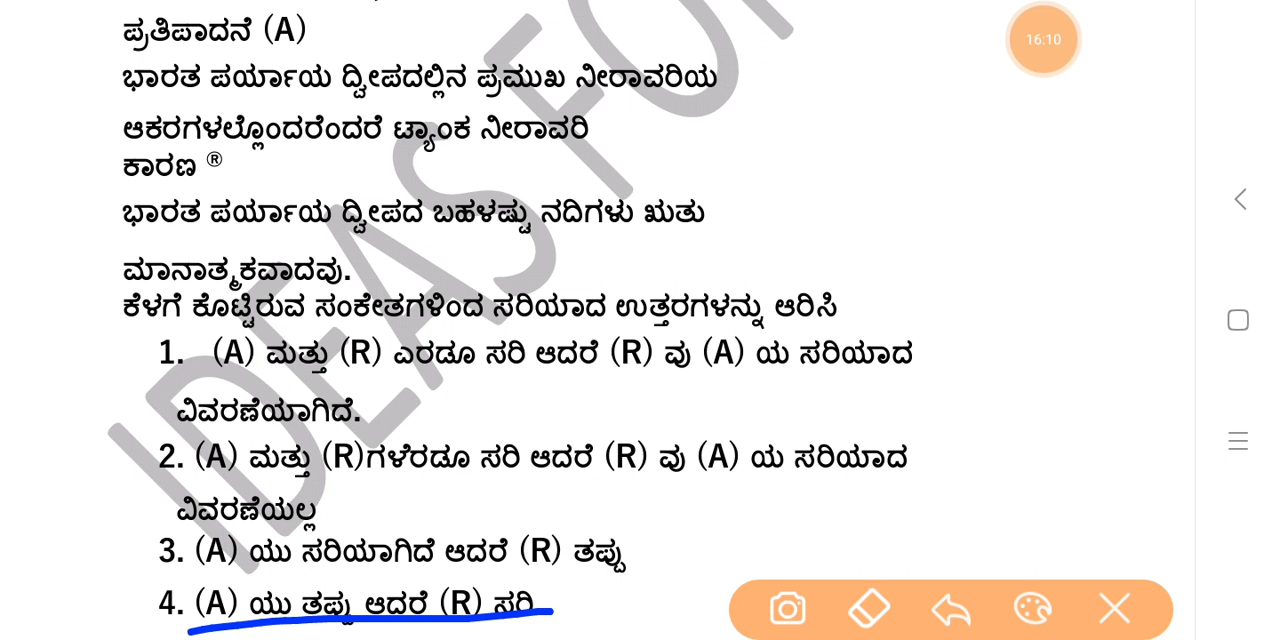 ಪ್ರತಿಪಾದನೆ (A)
16:10
ಭಾರತ ಪರ್ಯಾಯ ದ್ವೀಪದಲ್ಲಿನ ಪ್ರಮುಖ ನೀರಾವರಿಯ
ಆಕರಗಳಲ್ಲೊಂದರೆಂದರೆ ಟ್ಯಾಂಕ ನೀರಾವರಿ
ಕಾರಣ ®
ಭಾರತ ಪರ್ಯಾಯ ದ್ವೀಪದ ಬಹಳಷ್ಟು ನದಿಗಳು ಋತು
ಮಾನಾತ್ಮಕವಾದವು.
ಕೆಳಗೆ ಕೊಟ್ಟಿರುವ ಸಂಕೇತಗಳಿಂದ ಸರಿಯಾದ ಉತ್ತರಗಳನ್ನು ಆರಿಸಿ
1. (A) ಮತ್ತು (R) ಎರಡೂ ಸರಿ ಆದರೆ (R) ವು (A) ಯ ಸರಿಯಾದ
ವಿವರಣೆಯಾಗಿದೆ.
2. (A) ಮತ್ತು (R)ಗಳೆರಡೂ ಸರಿ ಆದರೆ (R) ವು (A) ಯ ಸರಿಯಾದ
ವಿವರಣೆಯಲ್ಲ
3. (A) ಯು ಸರಿಯಾಗಿದೆ ಆದರೆ (R) ತಪ್ಪು
4. (A) ಯು ತಪ್ಪು ಆದರೆ (R) ಸರಿ
IDEAS FO